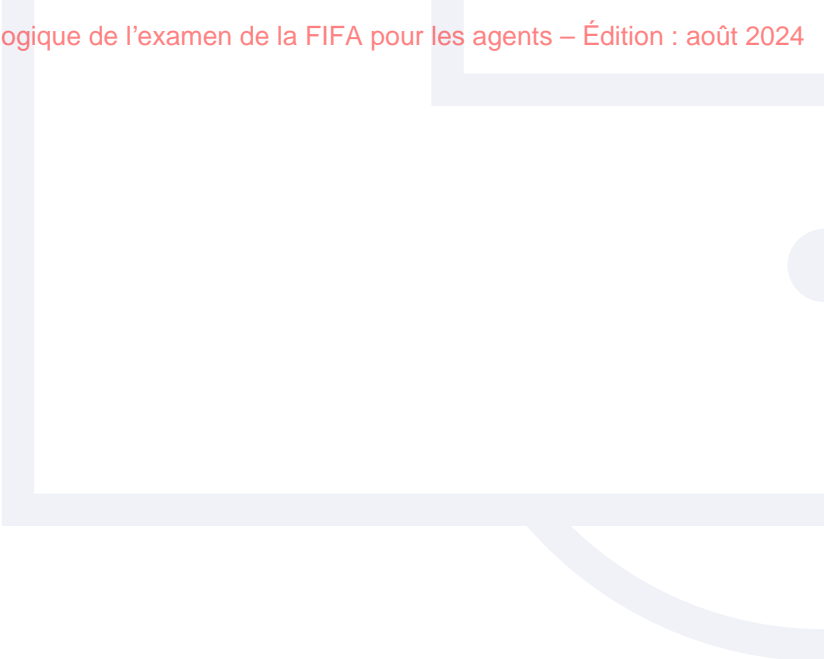 ogique de l’examen de la FIFA pour les agents – Édition : août 2024